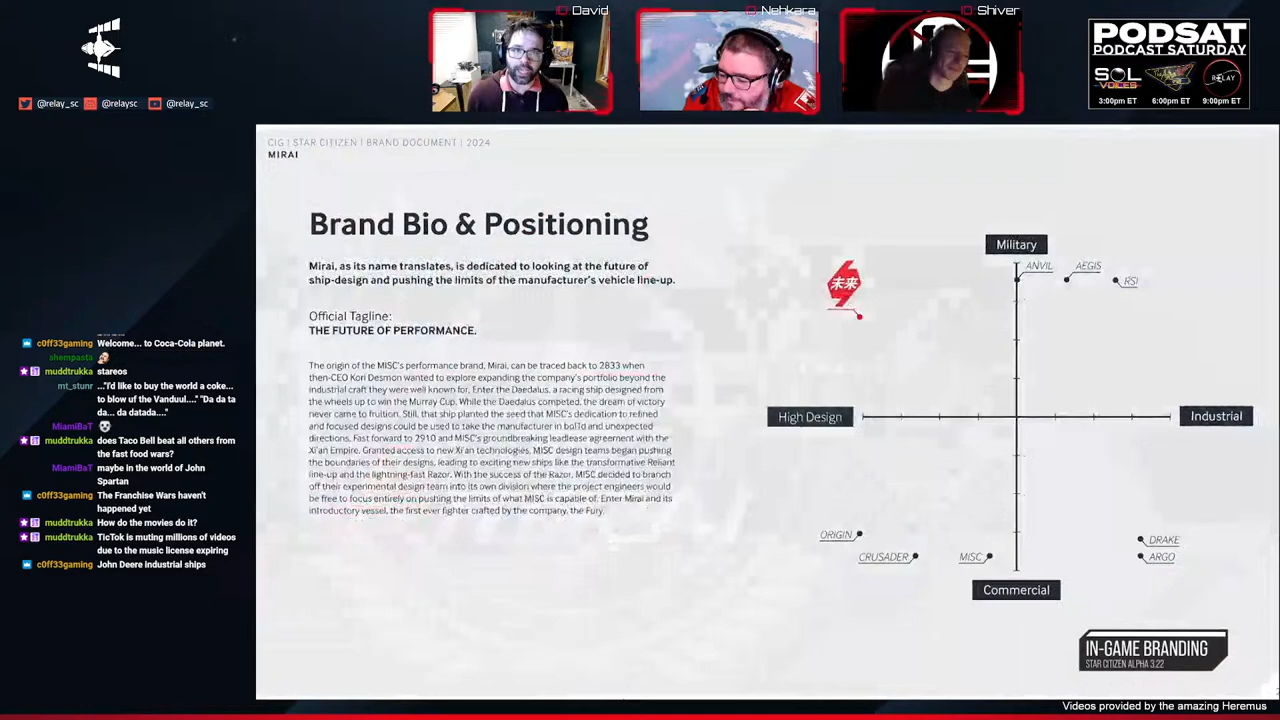 David
Nehkara
Shiver
PODSAT
PODCAST SATURDAY
SOL VOICES
RELAY
3:00pm ET 6:00pm ET 9:00pm ET
@relay_sc @relaysc @relay_sc
CIG | STAR CITIZEN | BRAND DOCUMENT | 2024
MIRAI
Brand Bio & Positioning
Mirai, as its name translates, is dedicated to looking at the future of
ship-design and pushing the limits of the manufacturer's vehicle line-up.
Official Tagline:
THE FUTURE OF PERFORMANCE.
The origin of the MISC's performance brand, Mirai, can be traced back to 2833 when
then-CEO Kori Desmon wanted to explore expanding the company's portfolio beyond the
industrial craft they were well known for. Enter the Daedalus, a racing ship designed from
the wheels up to win the Murray Cup. While the Daedalus competed, the dream of victory
never came to fruition. Still, that ship planted the seed that MISC's dedication to refined
and focused designs could be used to take the manufacturer in bol1d and unexpected
directions. Fast forward to 2910 and MISC's groundbreaking leadlease agreement with the
Xi'an Empire. Granted access to new Xi'an technologies, MISC design teams began pushing
the boundaries of their designs, leading to exciting new ships like the transformative Reliant
line-up and the lightning-fast Razor. With the success of the Razor, MISC decided to branch
off their experimental design team into its own division where the project engineers would
be free to focus entirely on pushing the limits of what MISC is capable of. Enter Mirai and its
introductory vessel, the first ever fighter crafted by the company, the Fury.
未来
Military
ANVIL AEGIS RSI
High Design
Industrial
ORIGIN
CRUSADER
MISC
DRAKE
ARGO
Commercial
IN-GAME BRANDING
STAR CITIZEN ALPHA 3.22
c0ff33gaming Welcome... to Coca-Cola planet.
shempasta
muddtrukka stareos
mt_stunr ..."I'd like to buy the world a coke...
to blow uf the Vanduul...." "Da da ta
da... da datada...."
MiamiBaT
muddtrukka does Taco Bell beat all others from
the fast food wars?
MiamiBaT maybe in the world of John
Spartan
c0ff33gaming The Franchise Wars haven't
happened yet
muddtrukka How do the movies do it?
muddtrukka TicTok is muting millions of videos
due to the music license expiring
c0ff33gaming John Deere industrial ships
Videos provided by the amazing Heremus